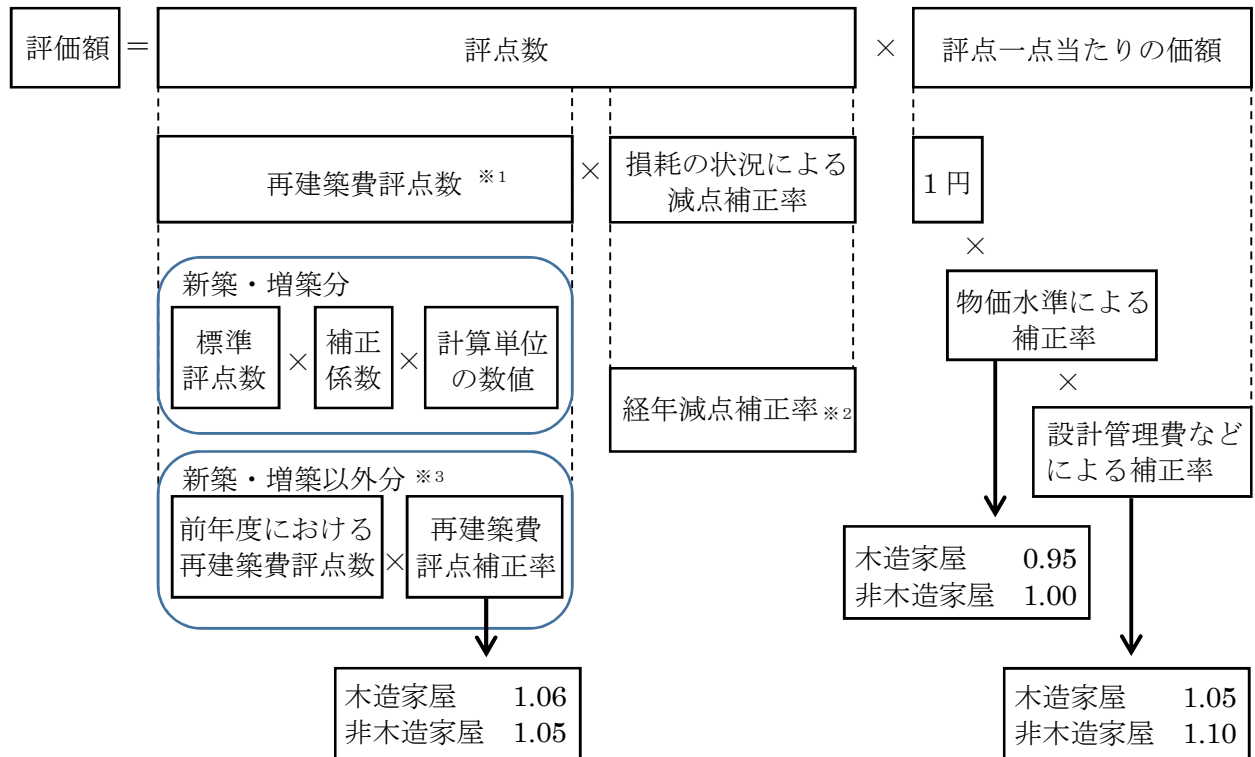 評価額 = 評点数 × 評点一点当たりの価額
再建築費評点数 ※1 × 損耗の状況による
減点補正率
1 円
×
物価水準による
補正率
×
設計管理費など
による補正率
新築・増築分
標準
評点数
×
補正
係数
×
計算単位
の数値
経年減点補正率※2
新築・増築以外分 ※3
前年度における
再建築費評点数
×
再建築費
評点補正率
木造家屋 0.95
非木造家屋 1.00
木造家屋 1.06
非木造家屋 1.05
木造家屋 1.05
非木造家屋 1.10